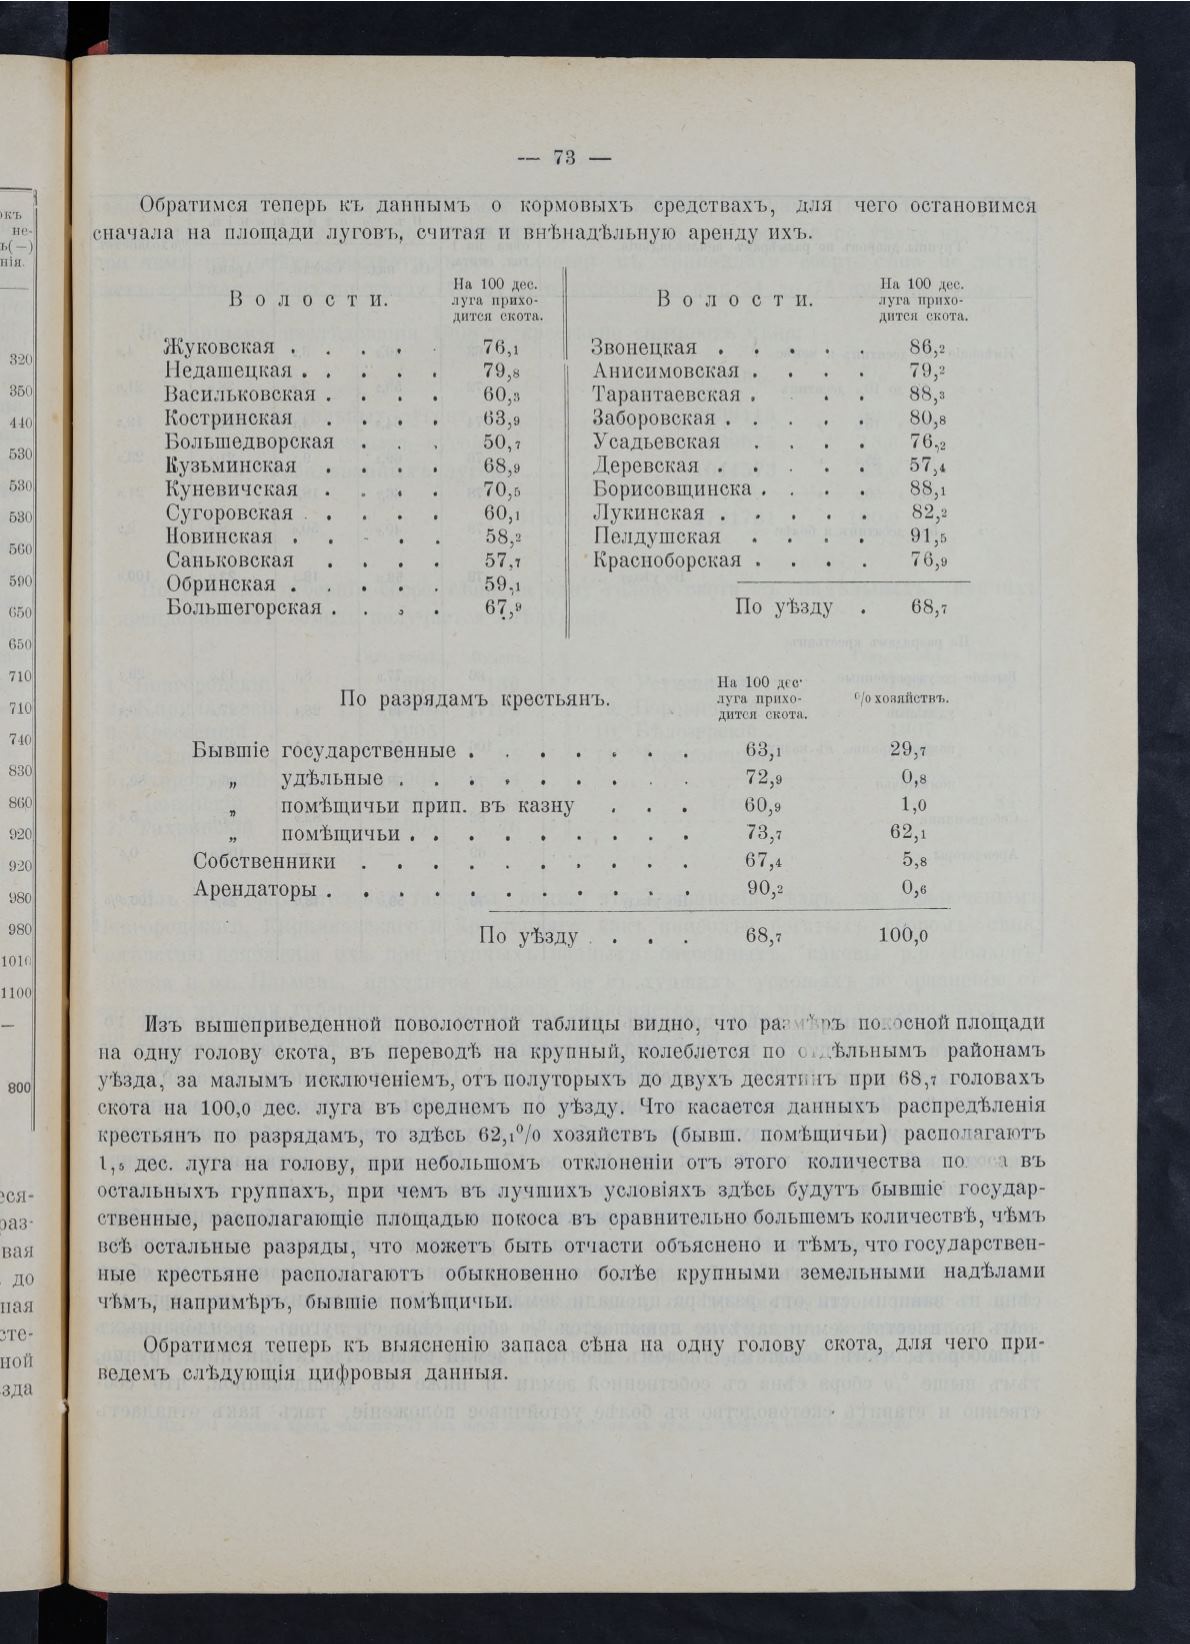 — 73 —
Обратимся теперь къ даннымъ о кормовыхъ средствахъ, для чего остановимся
сначала на площади луговъ, считая и внѣнадѣльную аренду ихъ.
Волости. На 100 дес. луга прихо-дится скота.
Жуковская . . . . . 76,1
Недашецкая . . . . . 79,8
Васильковская . . . . 60,3
Костринская . . . . 63,9
Большедворская . . . 50,7
Кузьминская . . . . 68,9
Куневичская . . . . 70,5
Сугоровская . . . . . 60,1
Новинская . . . . . 58,2
Саньковская . . . . 57,7
Обринская . . . . . 59,1
Большегорская . . . . 67,9
Волости. На 100 дес. луга прихо-дится скота.
Звонецкая . . . . . 86,2
Анисимовская . . . . 79,2
Тарантаевская . . . . 88,3
Заборовская . . . . . 80,8
Усадьевская . . . . 76,2
Деревская . . . . . 57,4
Борисовщинска . . . . 88,1
Лукинская . . . . . 82,2
Пелдушская . . . . 91,5
Красноборская . . . . 76,9
По уѣзду . 68,7
По разрядамъ крестьянъ. На 100 дес. луга прихо-дится скота. % хозяйствъ.
Бывшіе государственные . . . . . . . 63,1 29,7
„ удѣльные . . . . . . . . . 72,9 0,8
„ помѣщичьи прип. въ казну . . . 60,9 1,0
„ помѣщичьи . . . . . . . . . 73,7 62,1
Собственники . . . . . . . . . . 67,4 5,8
Арендаторы . . . . . . . . . . . 90,2 0,6
По уѣзду . . . . 68,7 100,0
Изъ вышеприведенной поволостной таблицы видно, что размѣръ покосной площади
на одну голову скота, въ переводѣ на крупный, колеблется по отдѣльнымъ районамъ
уѣзда, за малымъ исключеніемъ, отъ полуторыхъ до двухъ десятинъ при 68,7 головахъ
скота на 100,0 дес. луга въ среднемъ по уѣзду. Что касается данныхъ распредѣленія
крестьянъ по разрядамъ, то здѣсь 62,1% хозяйствъ (бывш. помѣщичьи) располагаютъ
1,5 дес. луга на голову, при небольшомъ отклоненіи отъ этого количества по а въ
остальныхъ группахъ, при чемъ въ лучшихъ условіяхъ здѣсь будутъ бывшіе государ-
ственные, располагающіе площадью покоса въ сравнительно большемъ количествѣ, чѣмъ
всѣ остальные разряды, что можетъ быть отчасти объяснено и тѣмъ, что государствен-
ные крестьяне располагаютъ обыкновенно болѣе крупными земельными надѣлами
чѣмъ, напримѣръ, бывшіе помѣщичьи.
Обратимся теперь къ выясненію запаса сѣна на одну голову скота, для чего при-
ведемъ слѣдующія цифровыя данныя.